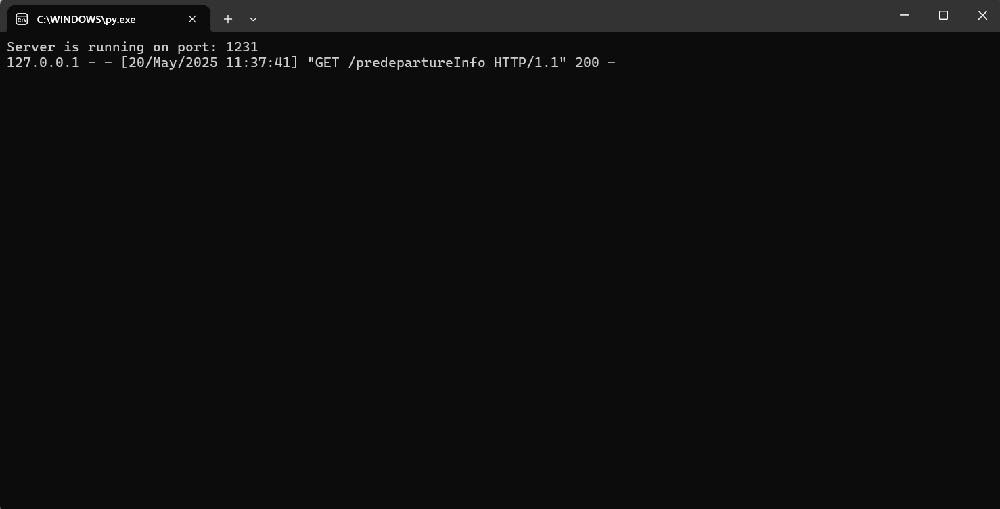 C:\WINDOWS\py.exe
Server is running on port: 1231
127.0.0.1 - - [20/May/2025 11:37:41] "GET /predepartureInfo HTTP/1.1" 200 -